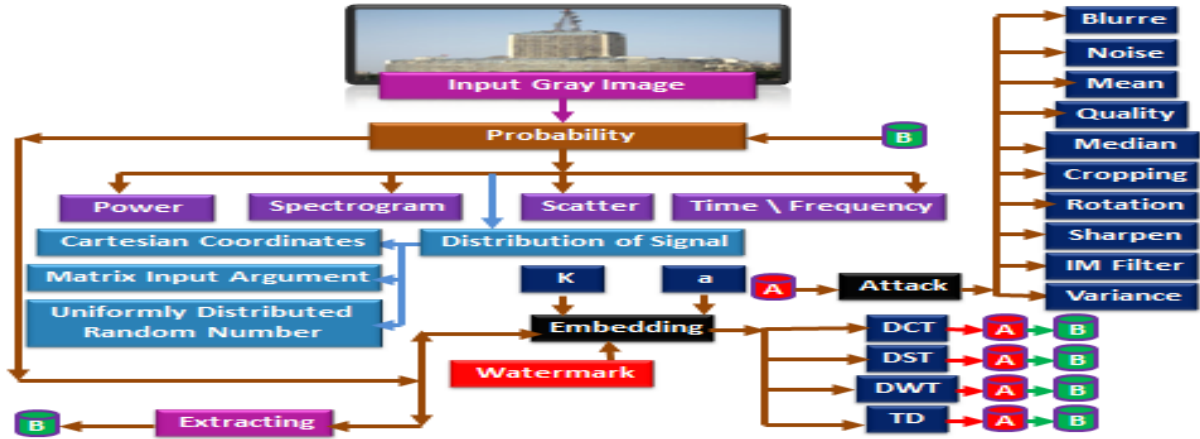 Input Gray Image
Probability
B
Power
Spectrogram
Scatter
Time \ Frequency
Cartesian Coordinates
Distribution of Signal
Matrix Input Argument
Uniformly Distributed
Random Number
K
a
A
Attack
Embedding
Watermark
Extracting
B
Blurre
Noise
Mean
Quality
Median
Cropping
Rotation
Sharpen
IM Filter
Variance
DCT A B
DST A B
DWT A B
TD A B